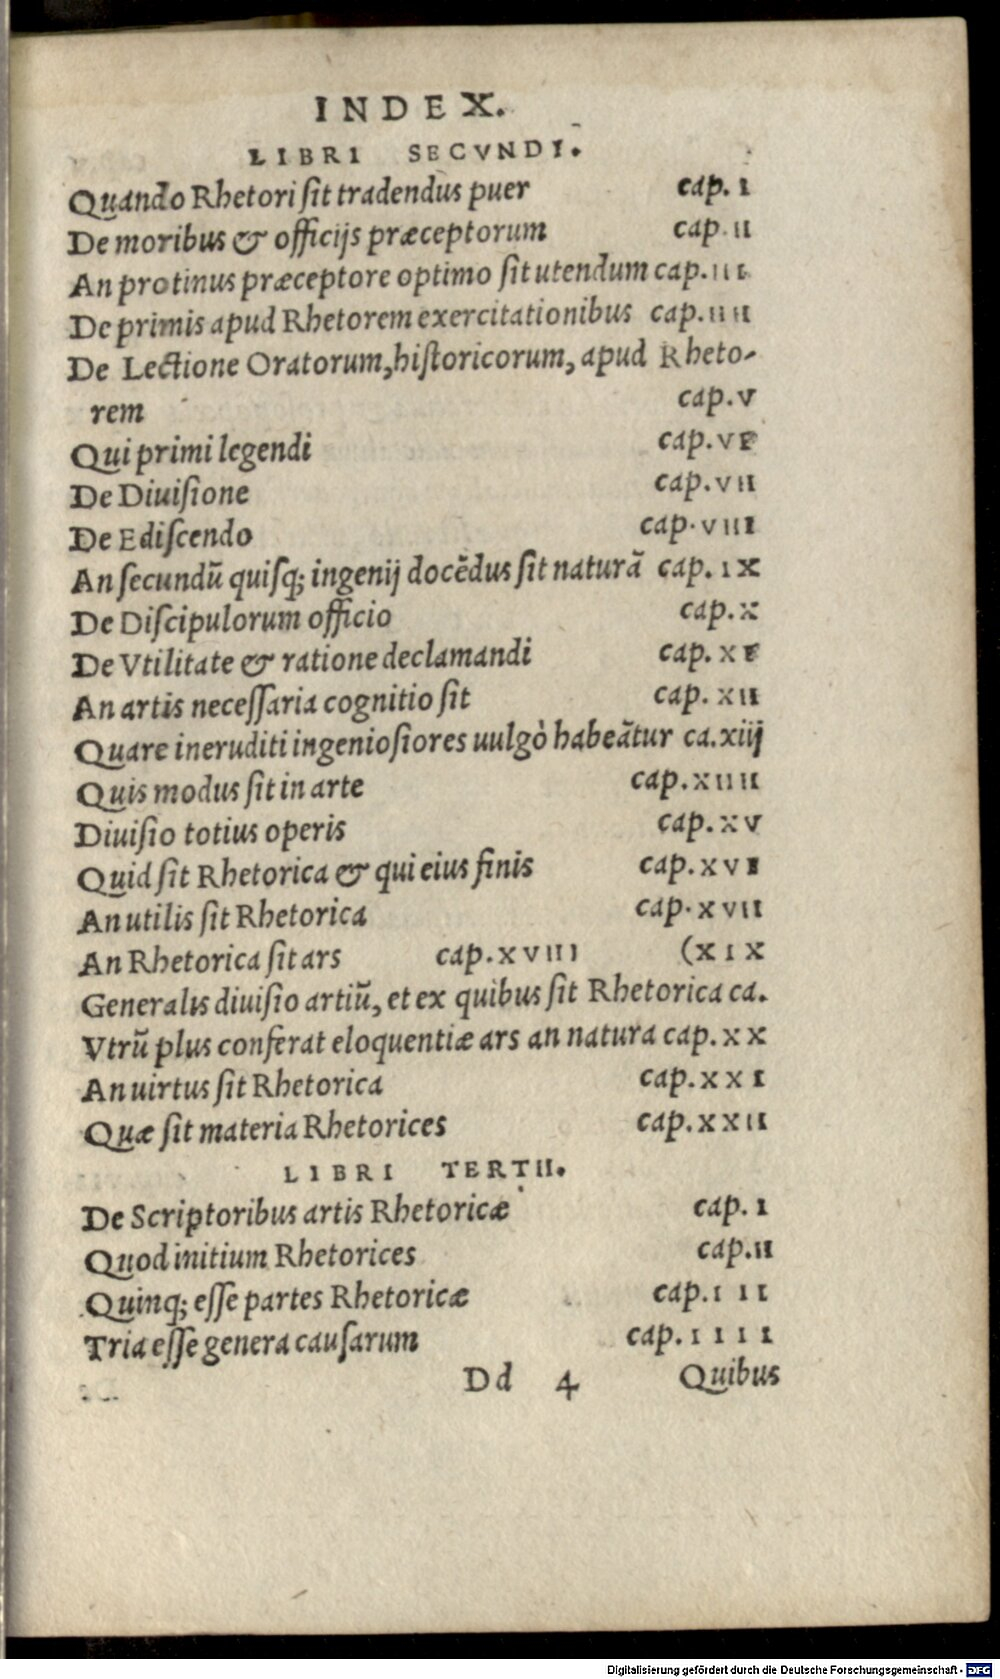 INDEX.
LIBRI SECVNDI.
Quando Rhetori sit tradendus puer cap. I
De moribus & officijs præceptorum cap. II
An protinus præceptore optimo sit utendum cap. III
De primis apud Rhetorem exercitationibus cap. IIII
De Lectione Oratorum, historicorum, apud Rheto-
rem cap. V
Qui primi legendi cap. VI
De Diuisione cap. VII
De Ediscendo cap. VIII
An secundū quisq; ingenij docēdus sit naturā cap. IX
De Discipulorum officio cap. X
De Vtilitate & ratione declamandi cap. XI
An artis necessaria cognitio sit cap. XII
Quare ineruditi ingeniosiores uulgò habeātur ca. xiij
Quis modus sit in arte cap. XIIII
Diuisio totius operis cap. XV
Quid sit Rhetorica & qui eius finis cap. XVI
An utilis sit Rhetorica cap. XVII
An Rhetorica sit ars cap. XVIII (XIX
Generalis diuisio artiū, et ex quibus sit Rhetorica ca.
Vtrū plus conferat eloquentiæ ars an natura cap. XX
An uirtus sit Rhetorica cap. XXI
Quæ sit materia Rhetorices cap. XXII
LIBRI TERTII.
De Scriptoribus artis Rhetoricæ cap. I
Quod initium Rhetorices cap. II
Quinq; esse partes Rhetoricæ cap. III
Tria esse genera causarum cap. IIII
Dd 4 Quibus
Digitalisierung gefördert durch die Deutsche Forschungsgemeinschaft - DFG